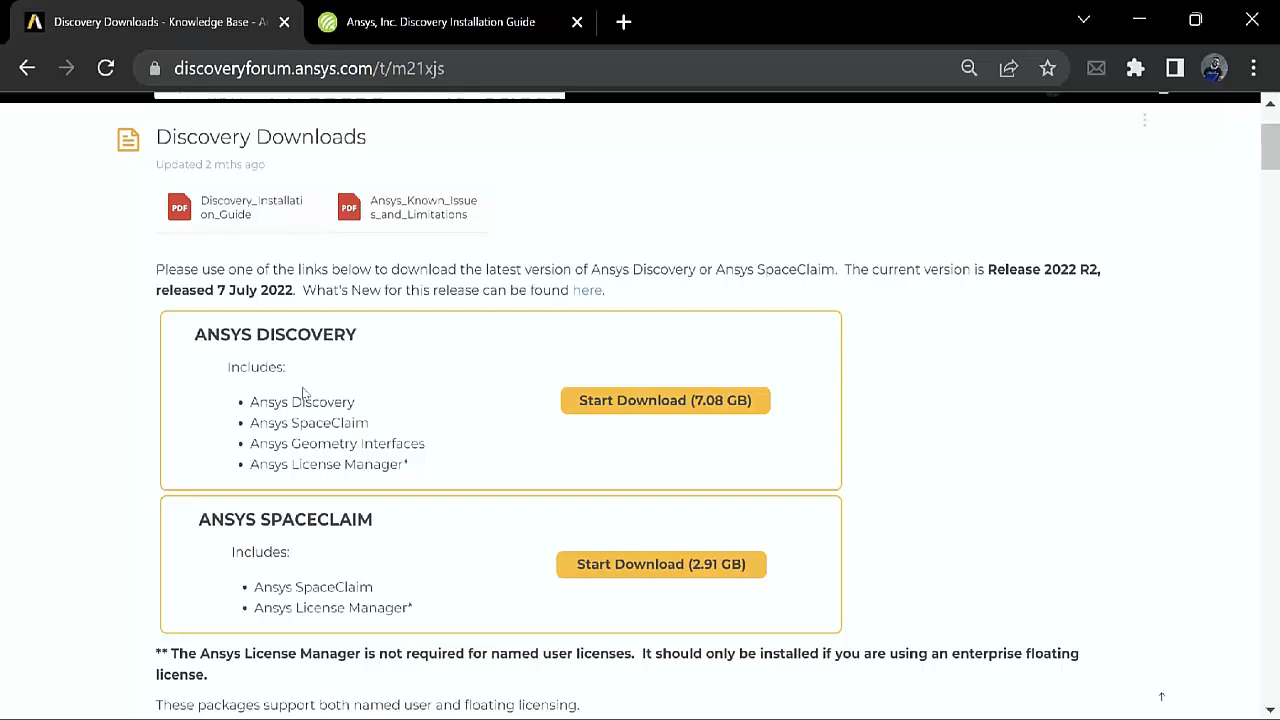 Discovery Downloads - Knowledge Base - A
Ansys, Inc. Discovery Installation Guide
discoveryforum.ansys.com/t/m21xjs
Discovery Downloads
Updated 2 mths ago
PDF
Discovery_Installati
on_Guide
PDF
Ansys_Known_Issue
s_and_Limitations
Please use one of the links below to download the latest version of Ansys Discovery or Ansys SpaceClaim. The current version is Release 2022 R2,
released 7 July 2022. What's New for this release can be found here.
ANSYS DISCOVERY
Includes:
• Ansys Discovery
• Ansys SpaceClaim
• Ansys Geometry Interfaces
• Ansys License Manager*
Start Download (7.08 GB)
ANSYS SPACECLAIM
Includes:
• Ansys SpaceClaim
• Ansys License Manager*
Start Download (2.91 GB)
** The Ansys License Manager is not required for named user licenses. It should only be installed if you are using an enterprise floating
license.
These packages support both named user and floating licensing.